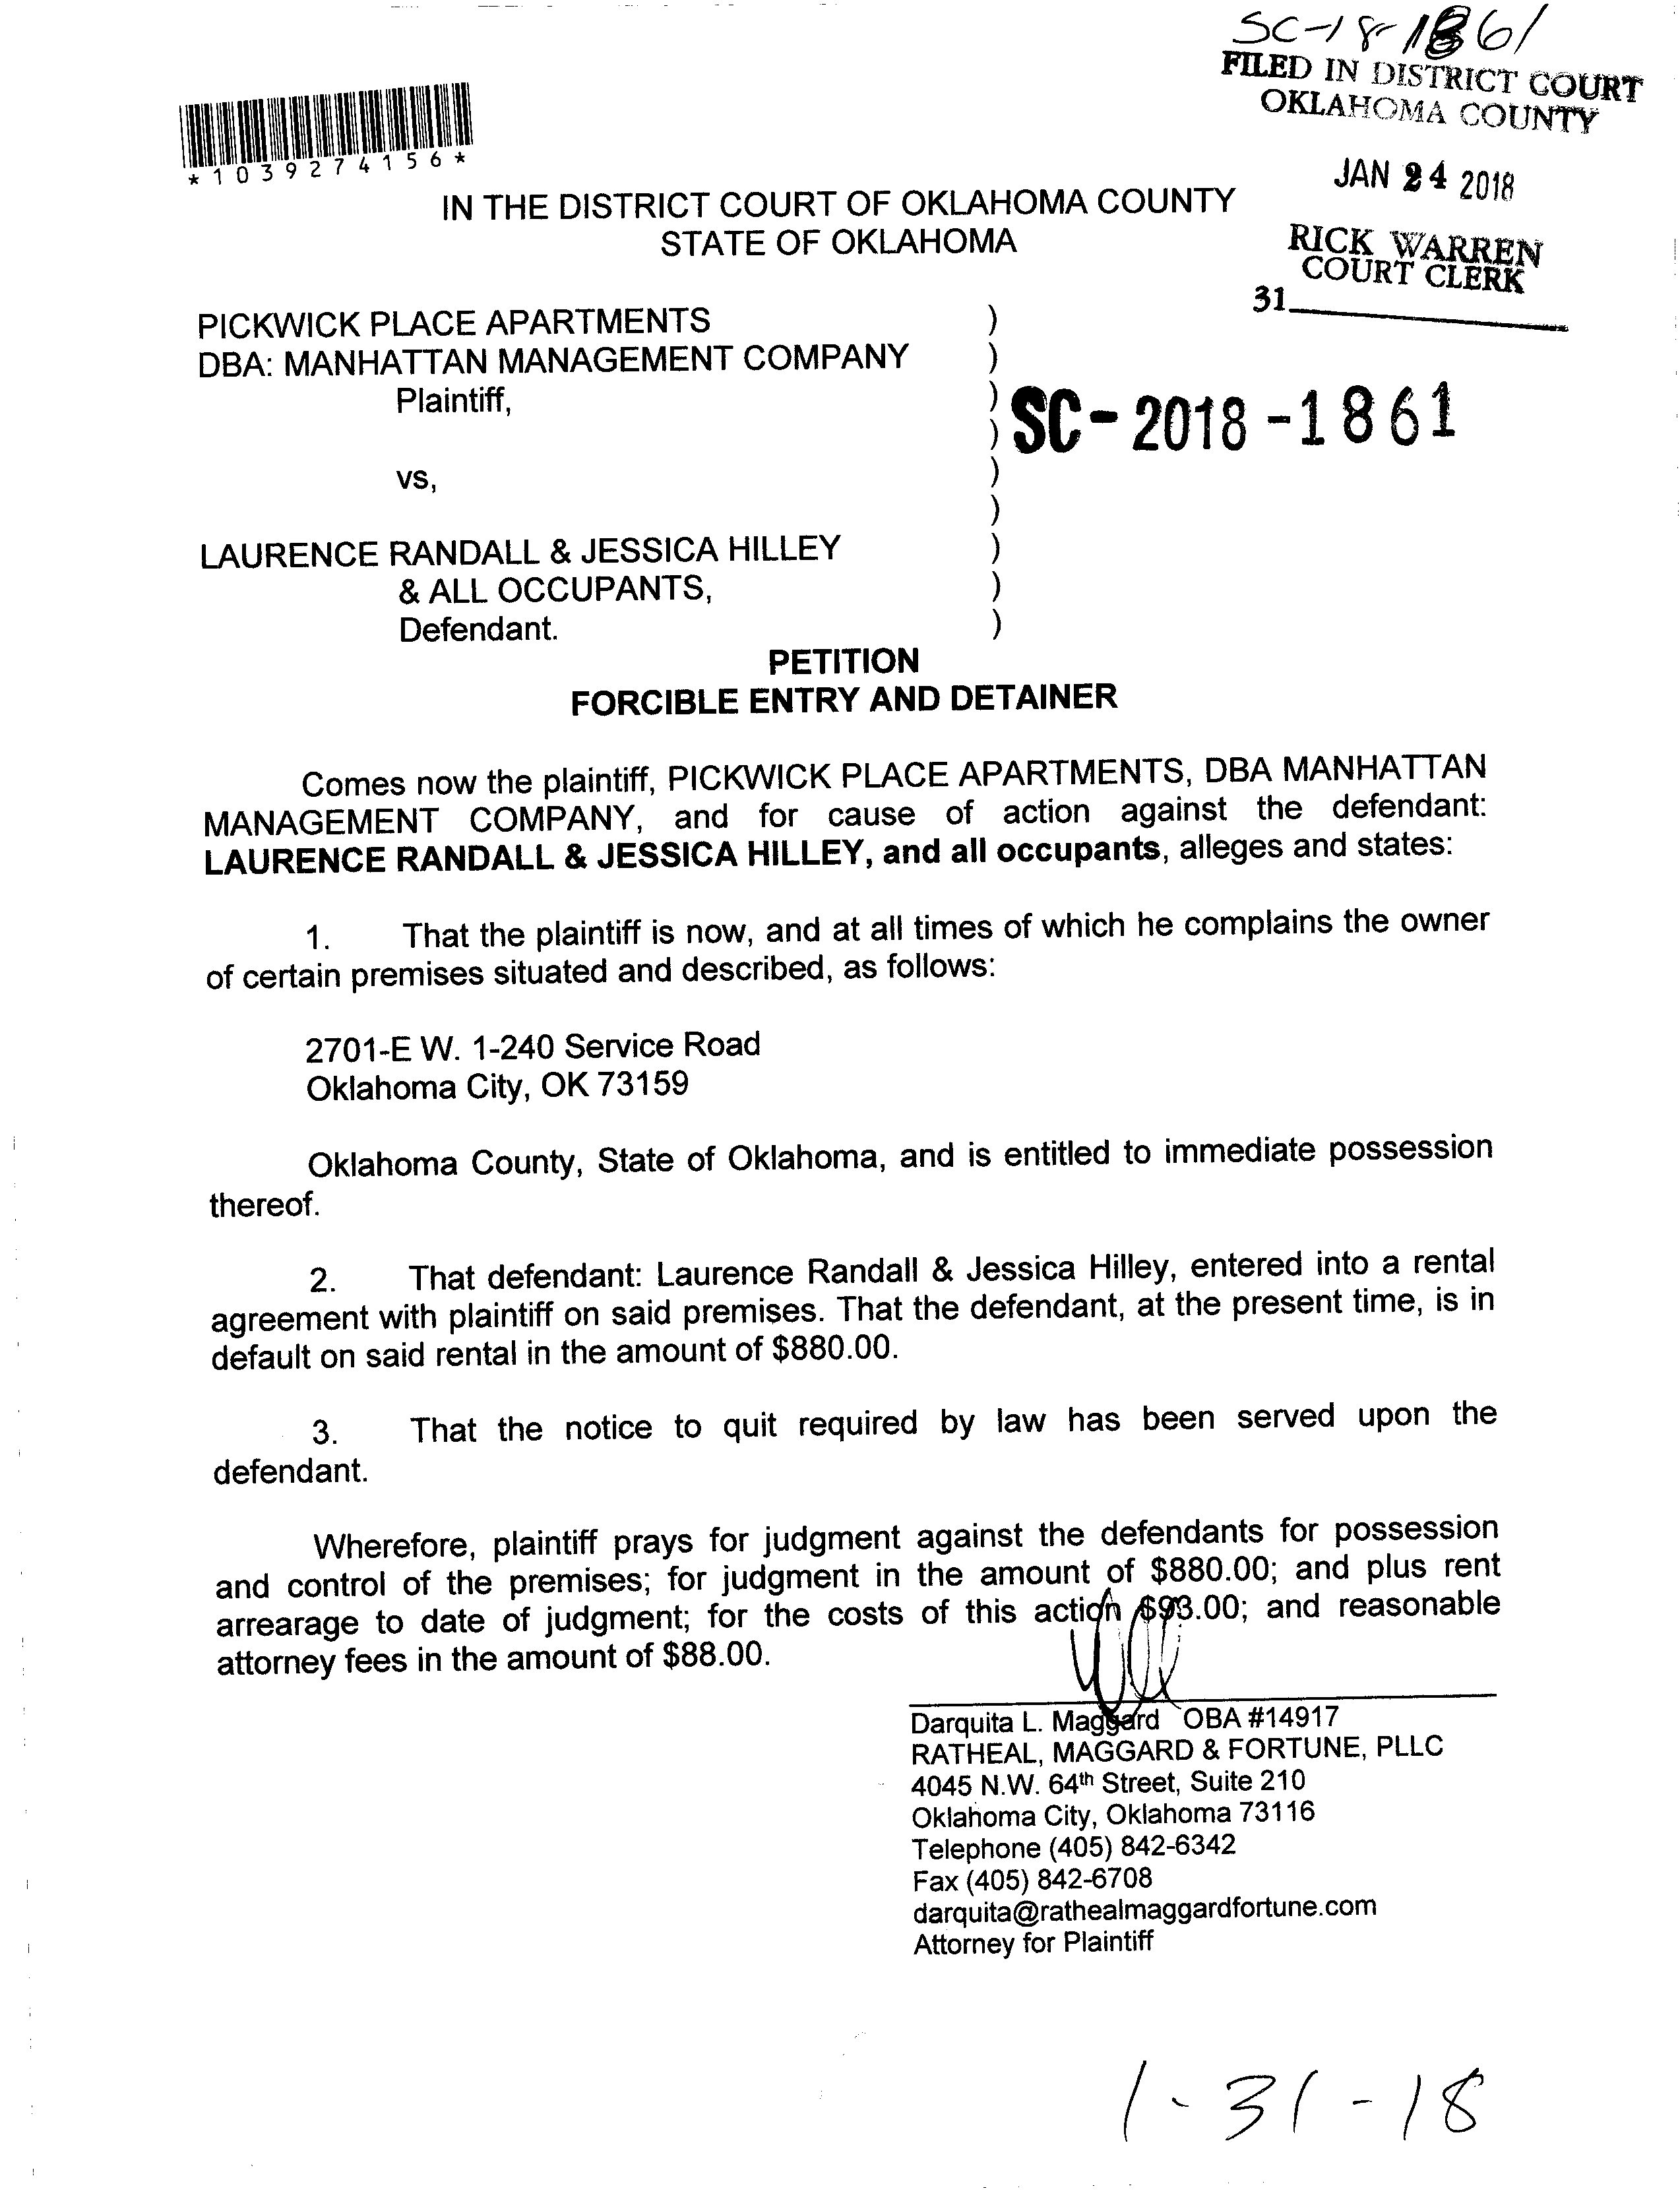 SC-18-1861
FILED IN DISTRICT COURT
OKLAHOMA COUNTY
JAN 24 2018
RICK WARREN
COURT CLERK
31
*1039274156*
IN THE DISTRICT COURT OF OKLAHOMA COUNTY
STATE OF OKLAHOMA
PICKWICK PLACE APARTMENTS )
DBA: MANHATTAN MANAGEMENT COMPANY )
Plaintiff, )
) SC-2018-1861
vs, )
)
LAURENCE RANDALL & JESSICA HILLEY )
& ALL OCCUPANTS, )
Defendant. )
PETITION
FORCIBLE ENTRY AND DETAINER
Comes now the plaintiff, PICKWICK PLACE APARTMENTS, DBA MANHATTAN
MANAGEMENT COMPANY, and for cause of action against the defendant:
LAURENCE RANDALL & JESSICA HILLEY, and all occupants, alleges and states:
1. That the plaintiff is now, and at all times of which he complains the owner
of certain premises situated and described, as follows:
2701-E W. 1-240 Service Road
Oklahoma City, OK 73159
Oklahoma County, State of Oklahoma, and is entitled to immediate possession
thereof.
2. That defendant: Laurence Randall & Jessica Hilley, entered into a rental
agreement with plaintiff on said premises. That the defendant, at the present time, is in
default on said rental in the amount of $880.00.
3. That the notice to quit required by law has been served upon the
defendant.
Wherefore, plaintiff prays for judgment against the defendants for possession
and control of the premises; for judgment in the amount of $880.00; and plus rent
arrearage to date of judgment; for the costs of this action $93.00; and reasonable
attorney fees in the amount of $88.00.
Darquita L. Maggard OBA #14917
RATHEAL, MAGGARD & FORTUNE, PLLC
4045 N.W. 64th Street, Suite 210
Oklahoma City, Oklahoma 73116
Telephone (405) 842-6342
Fax (405) 842-6708
darquita@rathealmaggardfortune.com
Attorney for Plaintiff
1-31-18